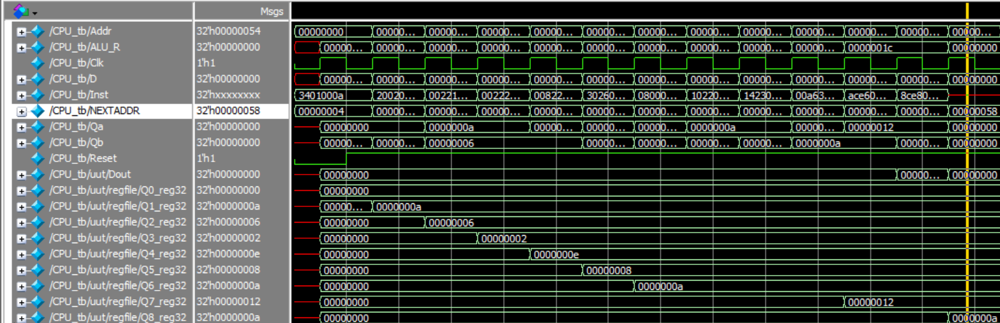 Msgs
/CPU_tb/Addr 32'h00000054 00000000 00000... 00000... 00000... 00000... 00000... 00000... 00000... 00000... 00000... 00000... 00000... 00000...
/CPU_tb/ALU_R 32'h00000000 00000... 00000... 00000... 00000... 00000... 00000... 00000... 00000... 00000... 00000... 0000001c 00000000
/CPU_tb/Clk 1'h1
/CPU_tb/D 32'h00000000 00000... 00000... 00000... 00000... 00000... 00000... 00000... 00000... 00000... 00000... 00000... 00000... 00000000
/CPU_tb/Inst 32'hxxxxxxxx 3401000a 20020... 00221... 00222... 00822... 30260... 08000... 10220... 14230... 00a63... ace60... 8ce80...
/CPU_tb/NEXTADDR 32'h00000058 00000004 00000... 00000... 00000... 00000... 00000... 00000... 00000... 00000... 00000... 00000... 00000... 00000058
/CPU_tb/Qa 32'h00000000 00000000 0000000a 00000... 00000... 00000... 0000000a 00000... 00000012 00000000
/CPU_tb/Qb 32'h00000000 00000000 00000... 00000006 00000... 00000... 00000... 00000... 0000000a 00000... 00000000
/CPU_tb/Reset 1'h1
/CPU_tb/uut/Dout 32'h00000000 00000000 00000... 00000000
/CPU_tb/uut/regfile/Q0_reg32 32'h00000000 00000000
/CPU_tb/uut/regfile/Q1_reg32 32'h0000000a 00000... 0000000a
/CPU_tb/uut/regfile/Q2_reg32 32'h00000006 00000000 00000006
/CPU_tb/uut/regfile/Q3_reg32 32'h00000002 00000000 00000002
/CPU_tb/uut/regfile/Q4_reg32 32'h0000000e 00000000 0000000e
/CPU_tb/uut/regfile/Q5_reg32 32'h00000008 00000000 00000008
/CPU_tb/uut/regfile/Q6_reg32 32'h0000000a 00000000 0000000a
/CPU_tb/uut/regfile/Q7_reg32 32'h00000012 00000000 00000012
/CPU_tb/uut/regfile/Q8_reg32 32'h0000000a 00000000 0000000a